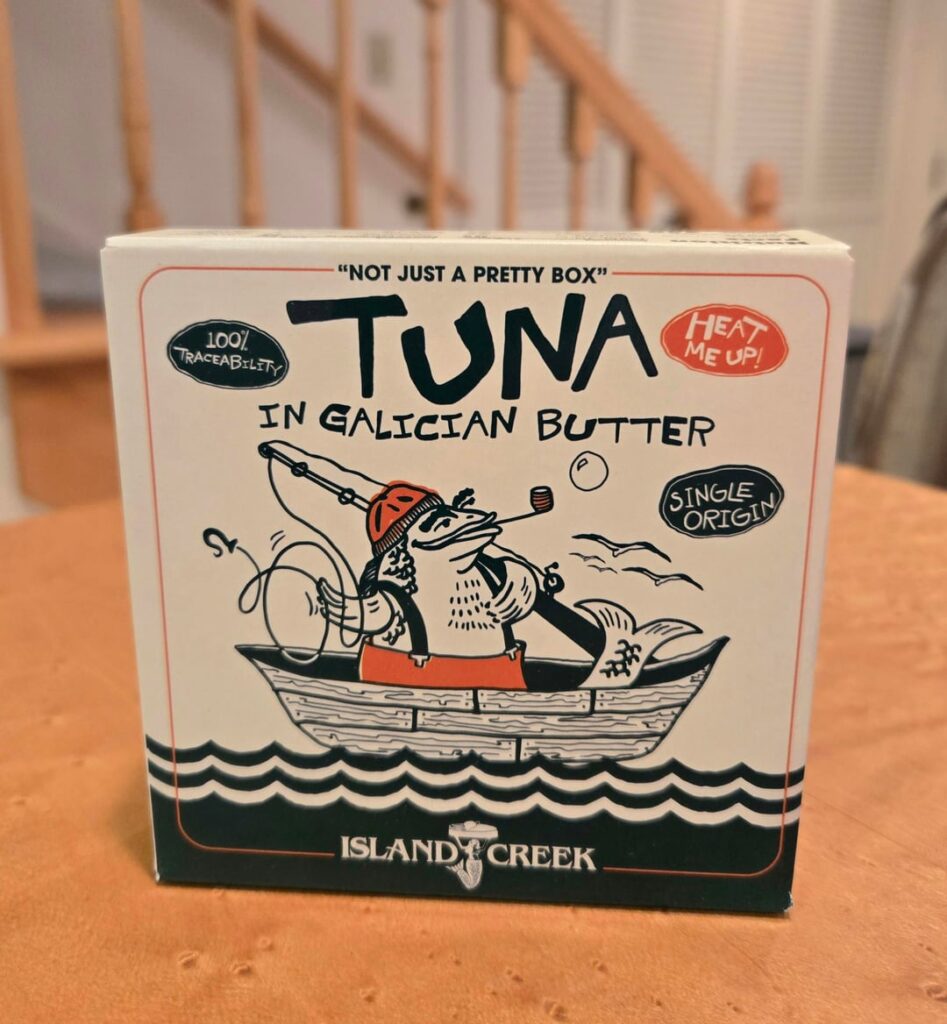 “NOT JUST A PRETTY BOX”
100%
TRACEABILITY
TUNA
HEAT
ME UP!
IN GALICIAN BUTTER
SINGLE
ORIGIN
ISLAND CREEK